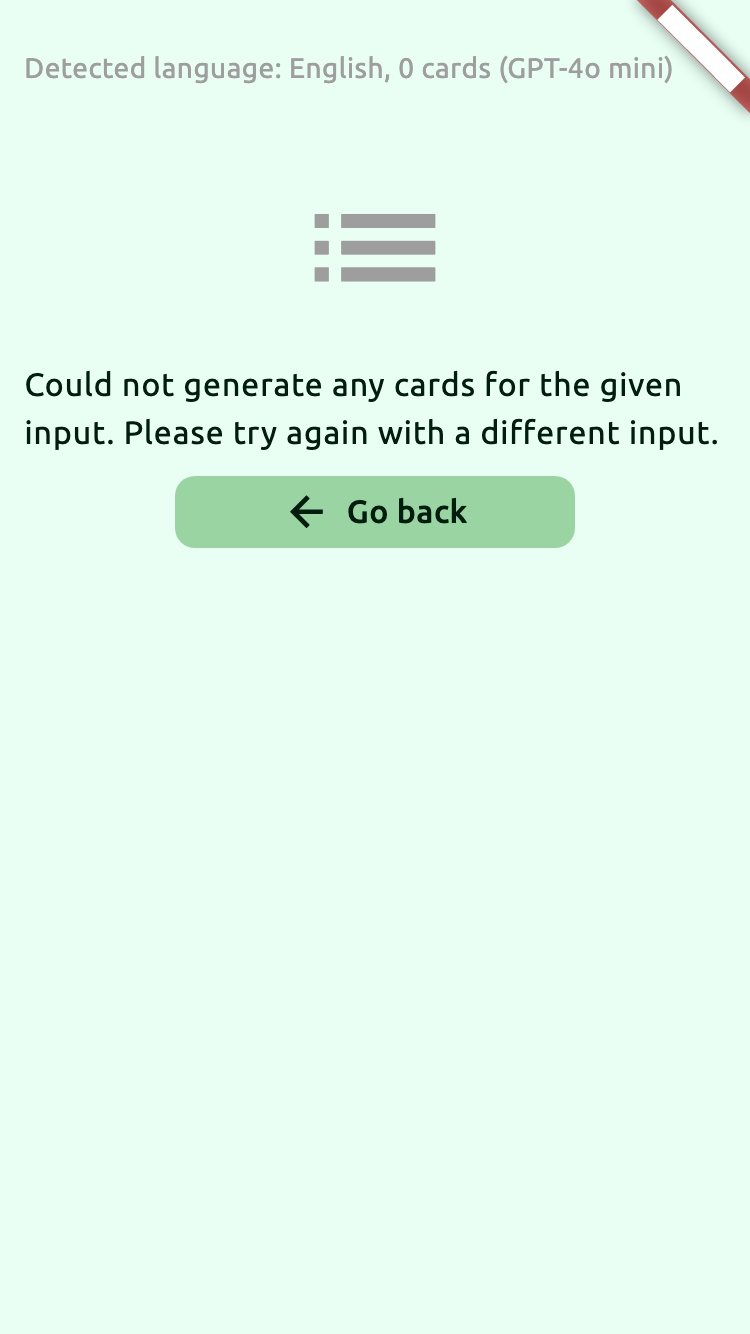 Detected language: English, 0 cards (GPT-4o mini)
Could not generate any cards for the given
input. Please try again with a different input.
Go back